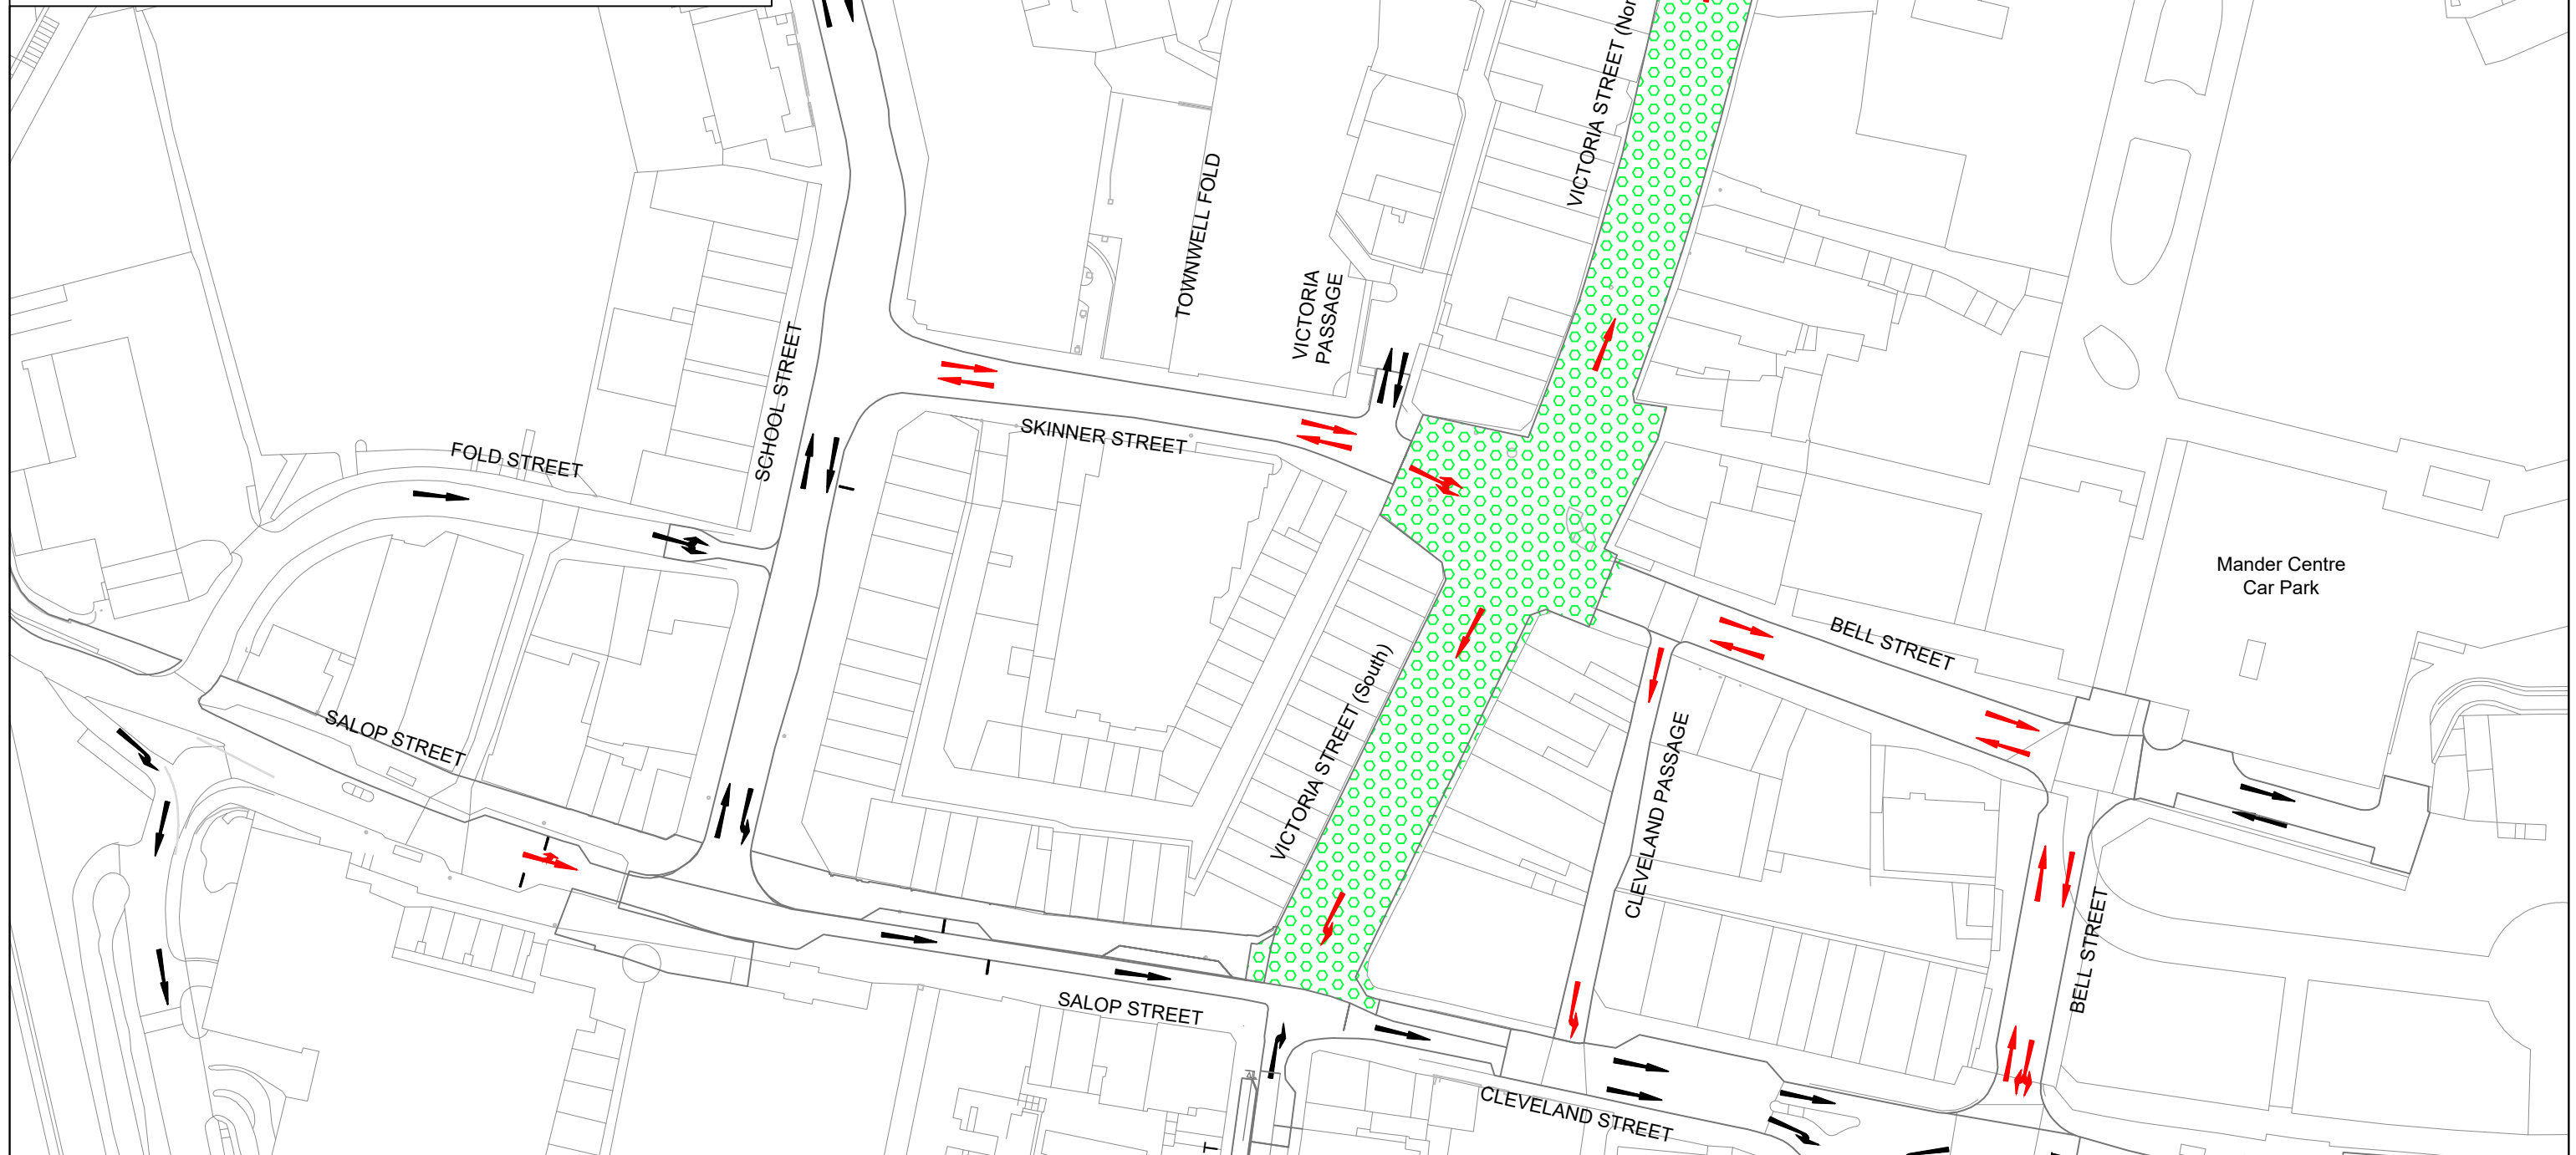 VICTORIA STREET (Nor
TOWNWELL FOLD
VICTORIA
PASSAGE
SCHOOL STREET
SKINNER STREET
FOLD STREET
Mander Centre
Car Park
BELL STREET
VICTORIA STREET (South)
SALOP STREET
CLEVELAND PASSAGE
BELL STREET
SALOP STREET
CLEVELAND STREET
T